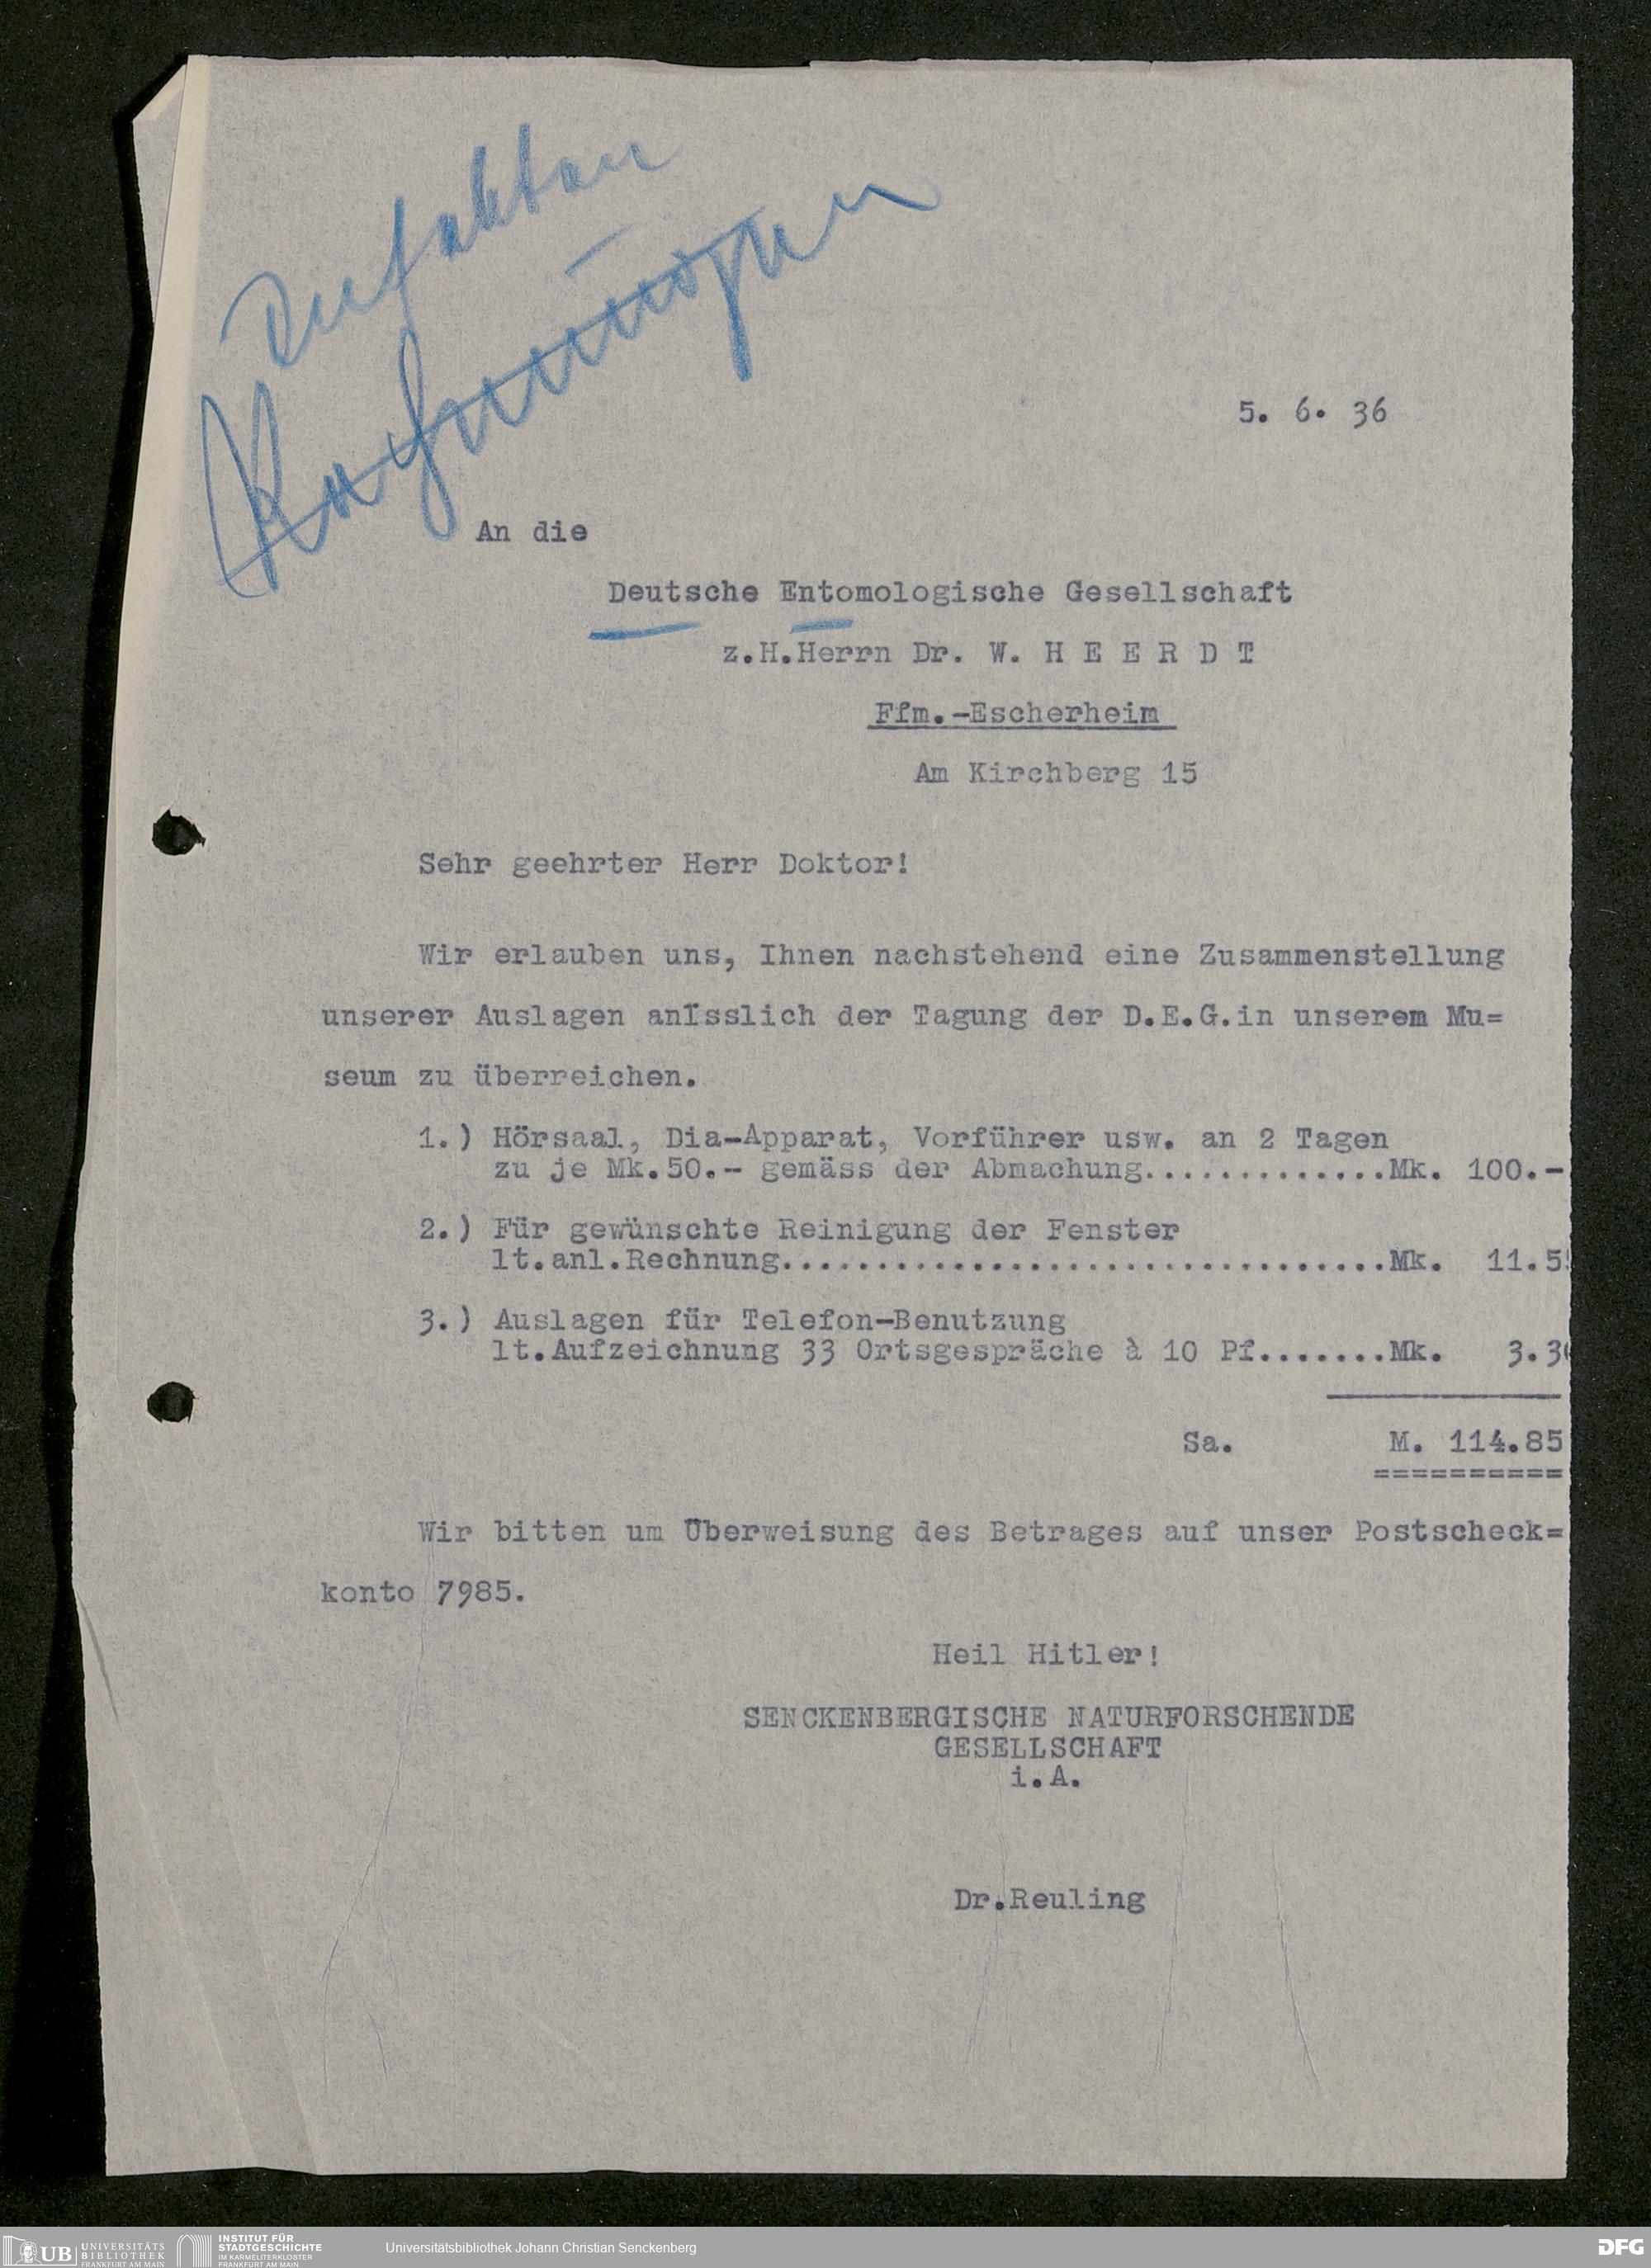 5. 6. 36
An die
Deutsche Entomologische Gesellschaft
z.H.Herrn Dr. W. H E E R D T
Ffm.-Escherheim
Am Kirchberg 15
Sehr geehrter Herr Doktor!
Wir erlauben uns, Ihnen nachstehend eine Zusammenstellung
unserer Auslagen anlsslich der Tagung der D.E.G.in unserem Mu=
seum zu überreichen.
1.) Hörsaal, Dia-Apparat, Vorführer usw. an 2 Tagen
zu je Mk.50.- gemäss der Abmachung.............Mk. 100.-
2.) Für gewünschte Reinigung der Fenster
lt.anl.Rechnung................................Mk. 11.5
3.) Auslagen für Telefon-Benutzung
lt.Aufzeichnung 33 Ortsgespräche à 10 Pf.......Mk. 3.3
Sa. M. 114.85
==========
Wir bitten um Überweisung des Betrages auf unser Postscheck=
konto 7985.
Heil Hitler!
SENCKENBERGISCHE NATURFORSCHENDE
GESELLSCHAFT
i.A.
Dr.Reuling
UB UNIVERSITÄTS
BIBLIOTHEK
FRANKFURT AM MAIN
INSTITUT FÜR
STADTGESCHICHTE
IM KARMELITERKLOSTER
FRANKFURT AM MAIN
Universitätsbibliothek Johann Christian Senckenberg
DFG